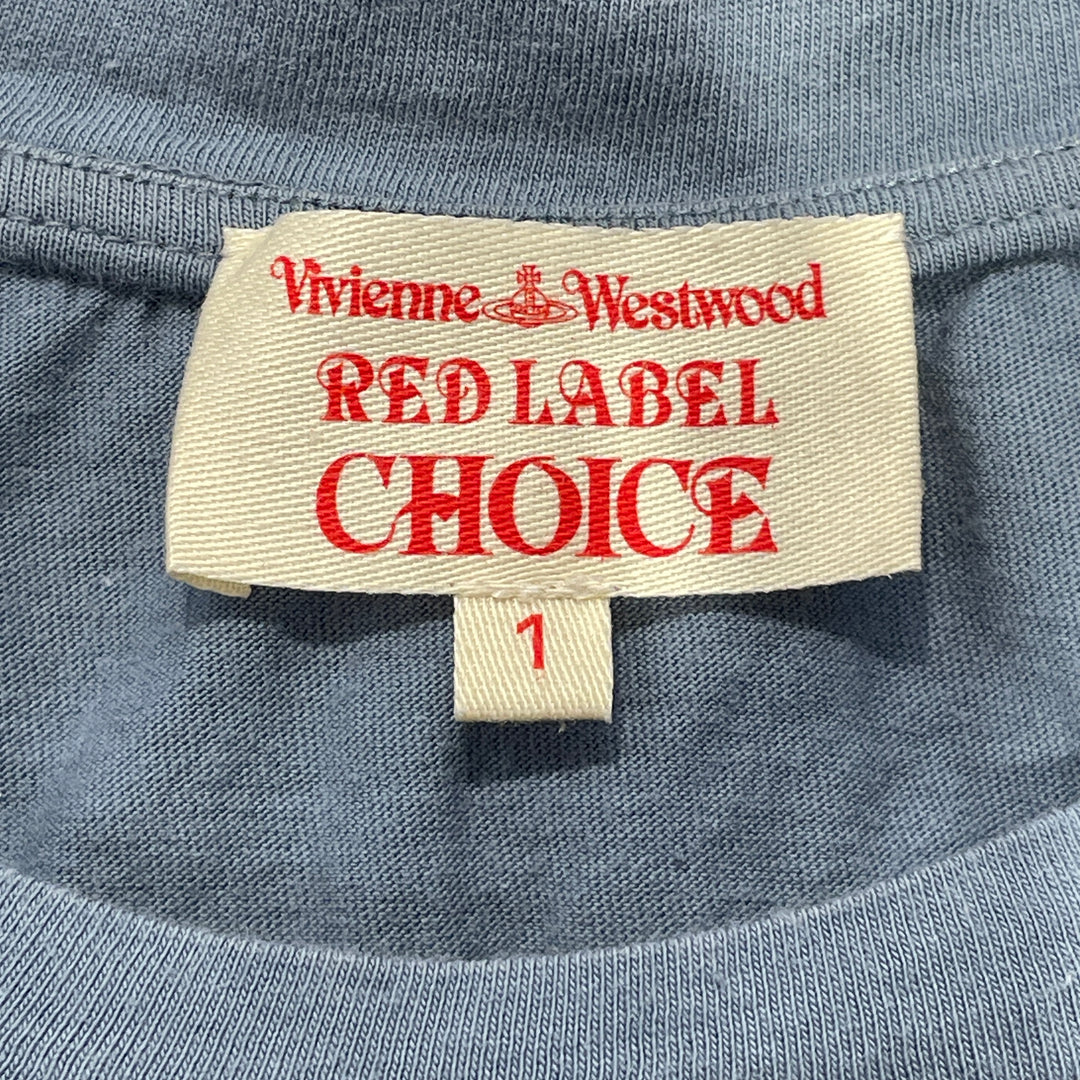 Vivienne Westwood
RED LABEL
CHOICE
1